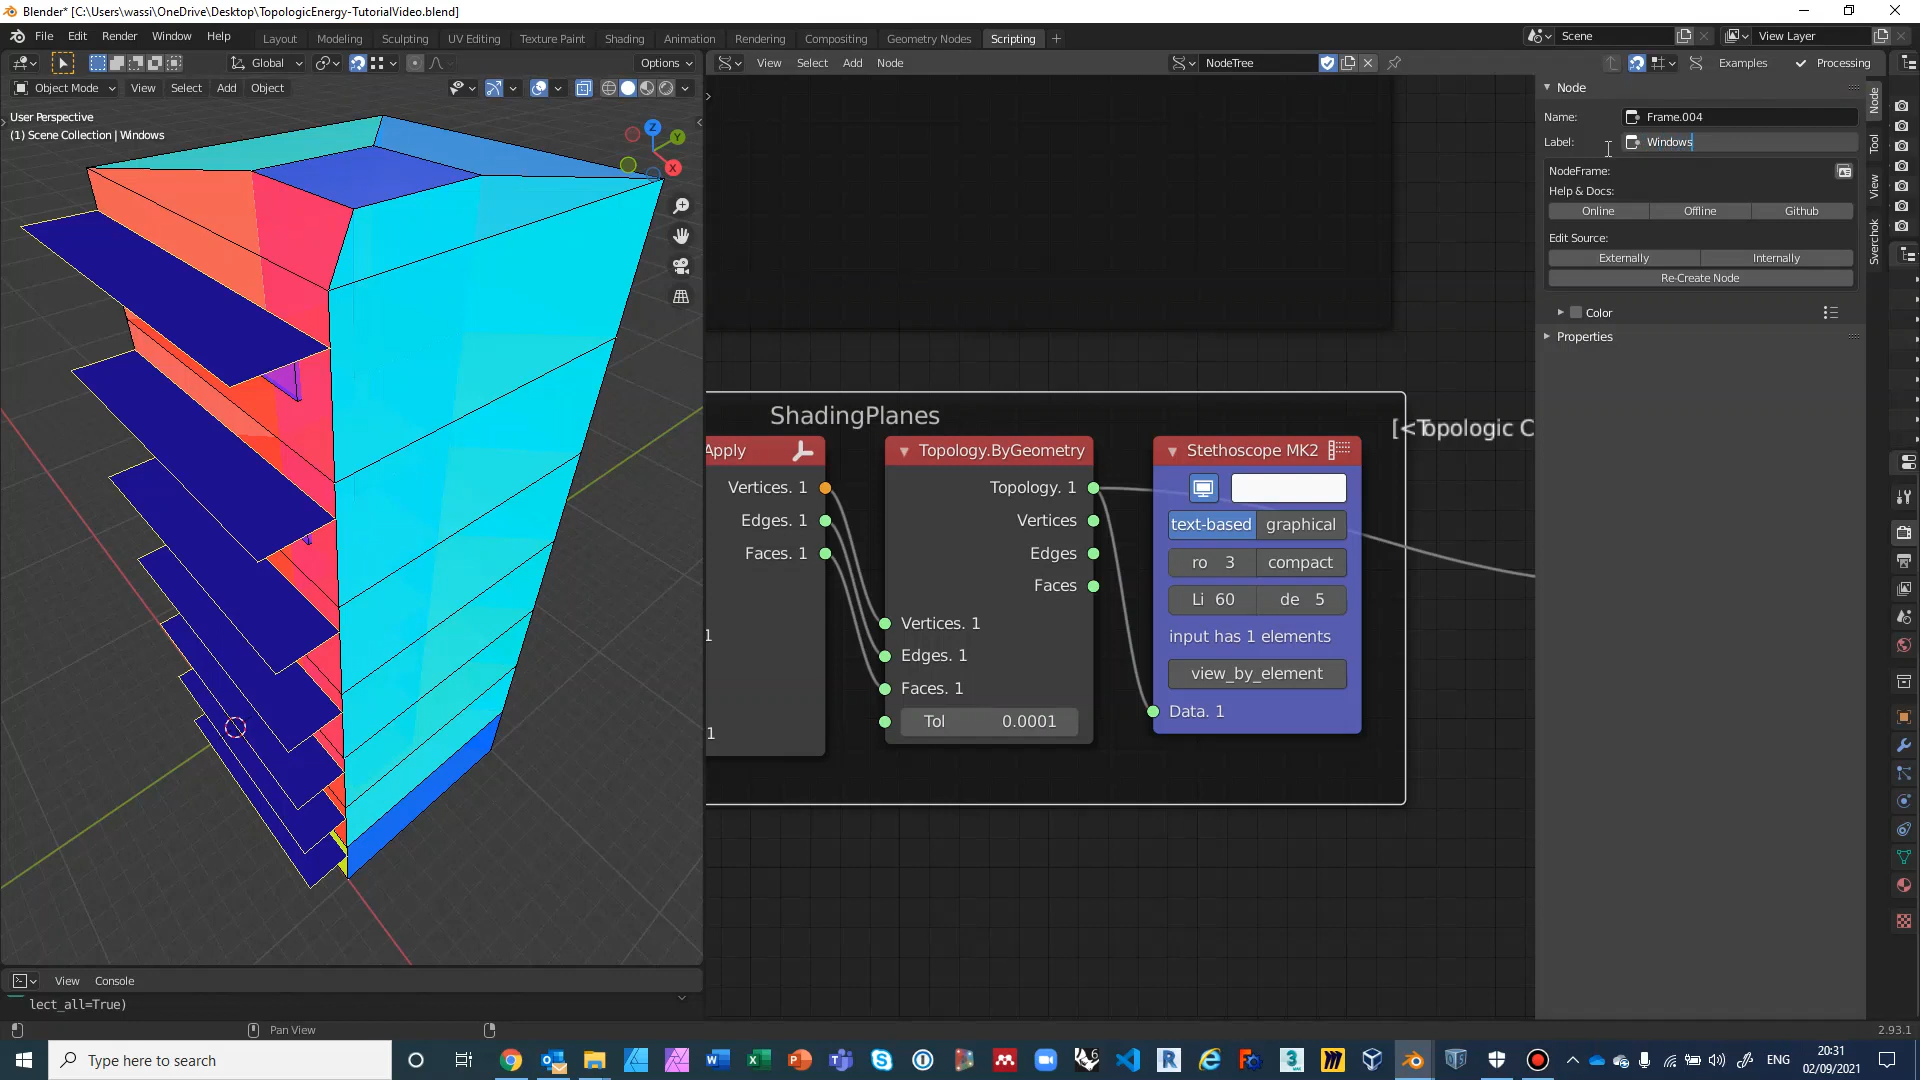 Blender* [C:\Users\wassi\OneDrive\Desktop\TopologicEnergy-TutorialVideo.blend]
File Edit Render Window Help
Layout Modeling Sculpting UV Editing Texture Paint Shading Animation Rendering Compositing Geometry Nodes Scripting
Scene
View Layer
Global
Options
View Select Add Node
NodeTree
Examples
Processing
Object Mode View Select Add Object
User Perspective
(1) Scene Collection | Windows
Z
Y
X
Node
Name: Frame.004
Label: Windows
NodeFrame:
Help & Docs:
Online Offline Github
Edit Source:
Externally Internally
Re-Create Node
Color
Properties
Node
Tool
View
Sverchok
ShadingPlanes
Apply
Vertices. 1
Edges. 1
Faces. 1
1
1
Topology.ByGeometry
Topology. 1
Vertices
Edges
Faces
Vertices. 1
Edges. 1
Faces. 1
Tol 0.0001
Stethoscope MK2
text-based graphical
ro 3 compact
Li 60 de 5
input has 1 elements
view_by_element
Data. 1
[<Topologic C
View Console
lect_all=True)
Pan View
2.93.1
Type here to search
ENG
20:31
02/09/2021